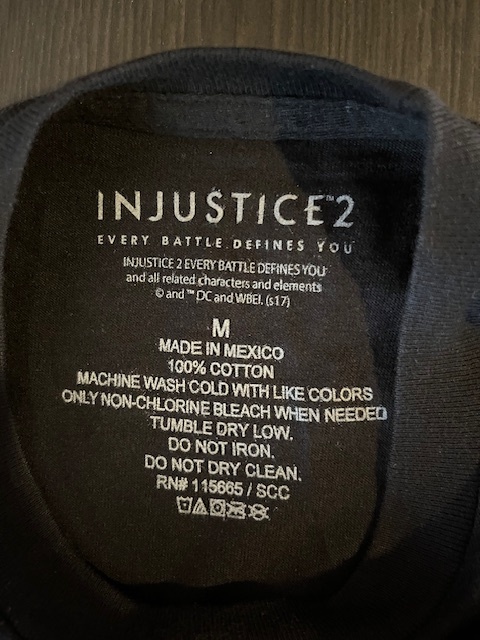 INJUSTICE™2
EVERY BATTLE DEFINES YOU
INJUSTICE 2 EVERY BATTLE DEFINES YOU
and all related characters and elements
© and ™ DC and WBEI. (s17)
M
MADE IN MEXICO
100% COTTON
MACHINE WASH COLD WITH LIKE COLORS
ONLY NON-CHLORINE BLEACH WHEN NEEDED
TUMBLE DRY LOW.
DO NOT IRON.
DO NOT DRY CLEAN.
RN# 115665 / SCC